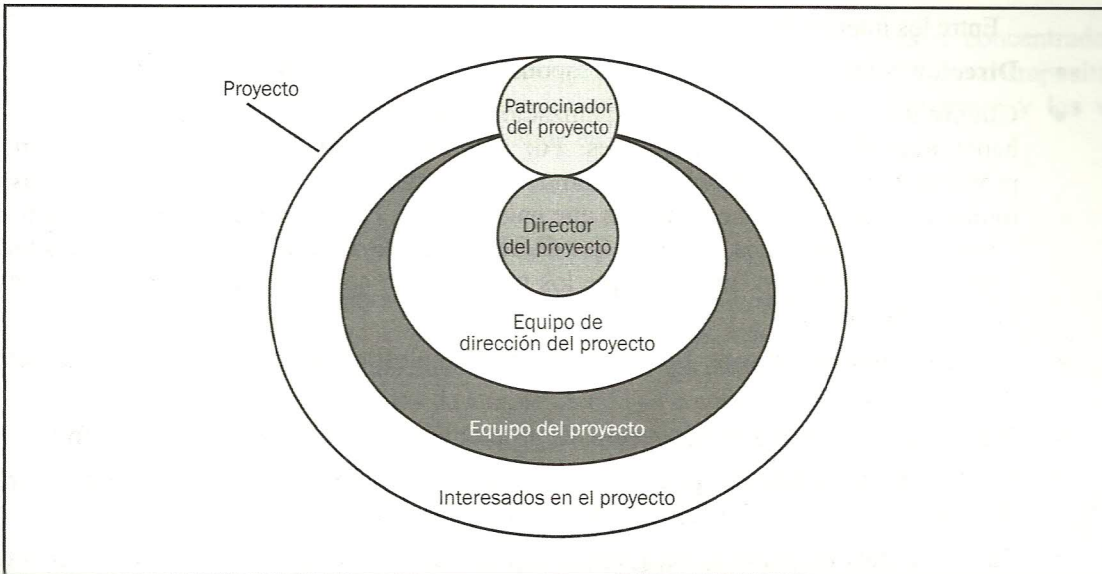 Proyecto
Patrocinador
del proyecto
Director
del proyecto
Equipo de
dirección del proyecto
Equipo del proyecto
Interesados en el proyecto